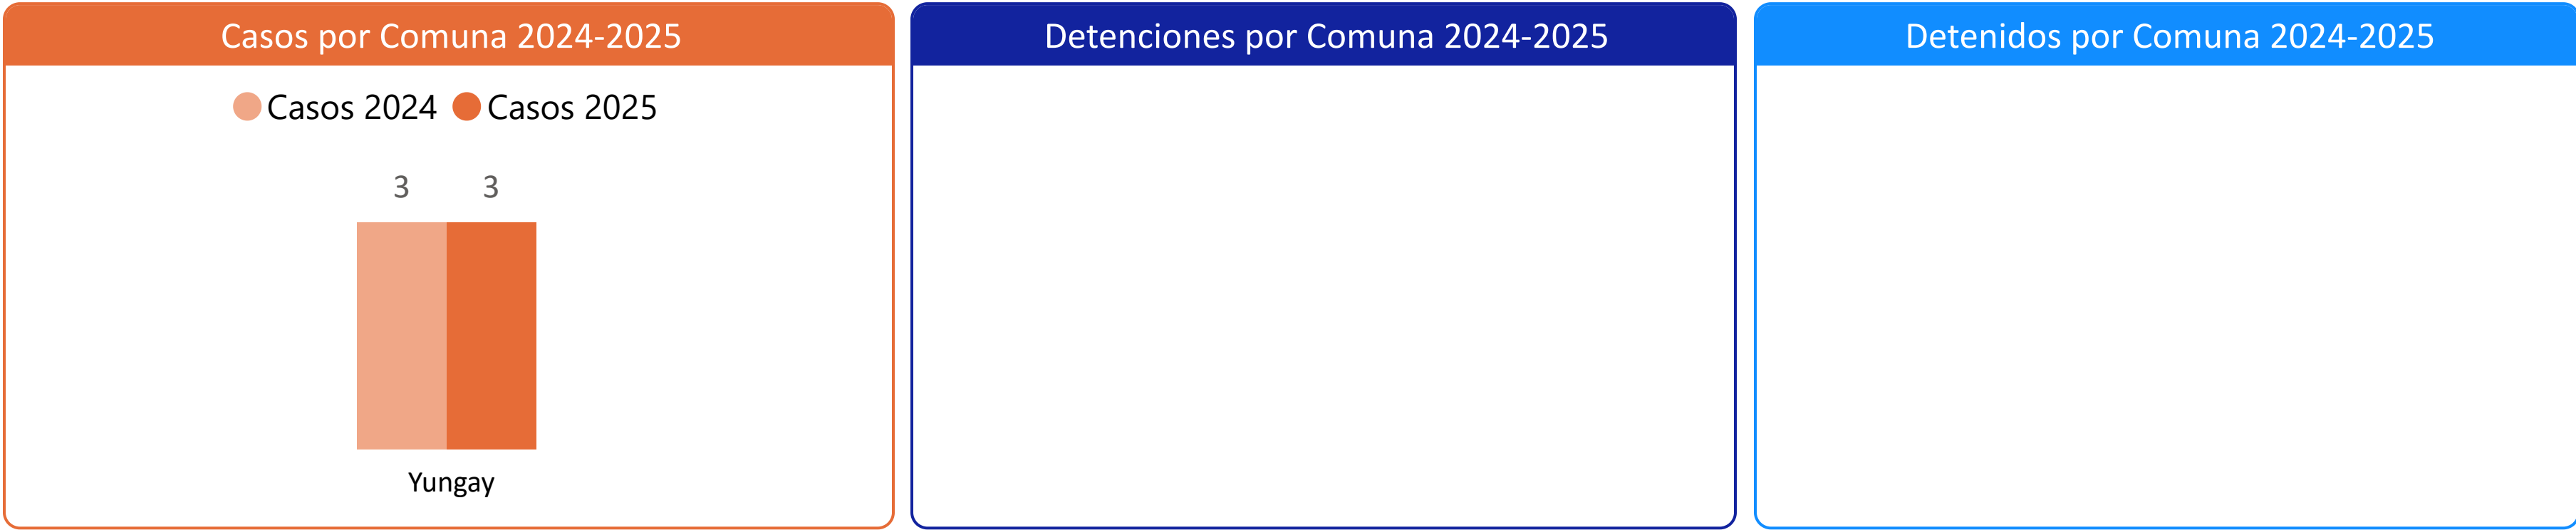 Casos por Comuna 2024-2025
Casos 2024 Casos 2025
3 3
Yungay
Detenciones por Comuna 2024-2025
Detenidos por Comuna 2024-2025